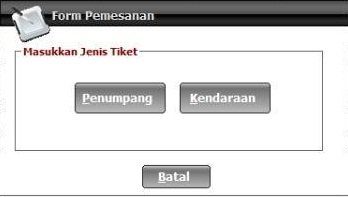 Form Pemesanan
Masukkan Jenis Tiket
Penumpang Kendaraan
Batal